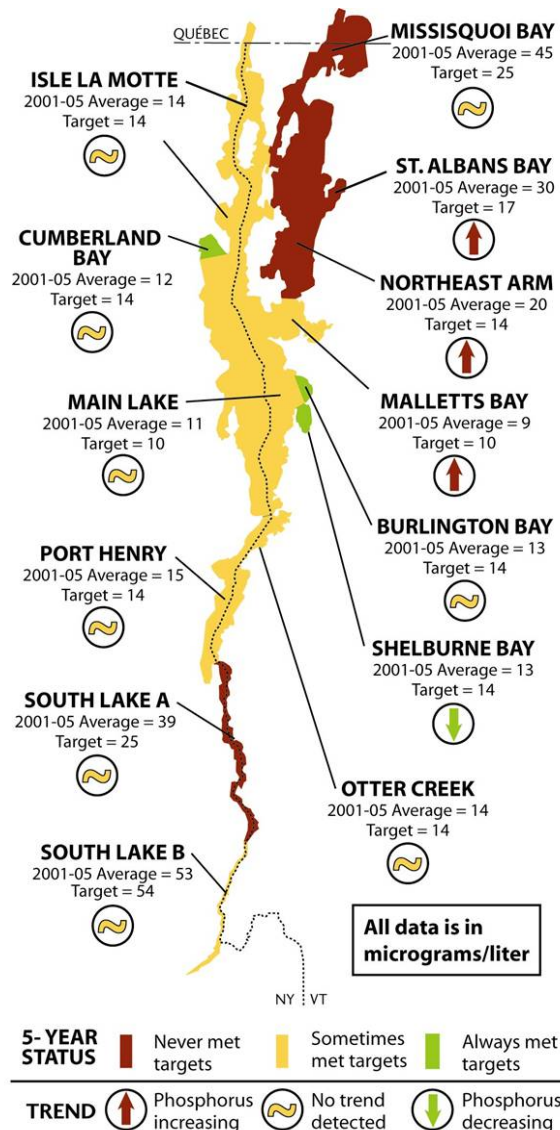 QUÉBEC
MISSISQUOI BAY
2001-05 Average = 45
Target = 25
ISLE LA MOTTE
2001-05 Average = 14
Target = 14
ST. ALBANS BAY
2001-05 Average = 30
Target = 17
CUMBERLAND
BAY
2001-05 Average = 12
Target = 14
NORTHEAST ARM
2001-05 Average = 20
Target = 14
MAIN LAKE
2001-05 Average = 11
Target = 10
MALLETTS BAY
2001-05 Average = 9
Target = 10
BURLINGTON BAY
2001-05 Average = 13
Target = 14
PORT HENRY
2001-05 Average = 15
Target = 14
SHELBURNE BAY
2001-05 Average = 13
Target = 14
SOUTH LAKE A
2001-05 Average = 39
Target = 25
OTTER CREEK
2001-05 Average = 14
Target = 14
SOUTH LAKE B
2001-05 Average = 53
Target = 54
All data is in
micrograms/liter
NY VT
5- YEAR
STATUS
Never met
targets
Sometimes
met targets
Always met
targets
TREND
Phosphorus
increasing
No trend
detected
Phosphorus
decreasing